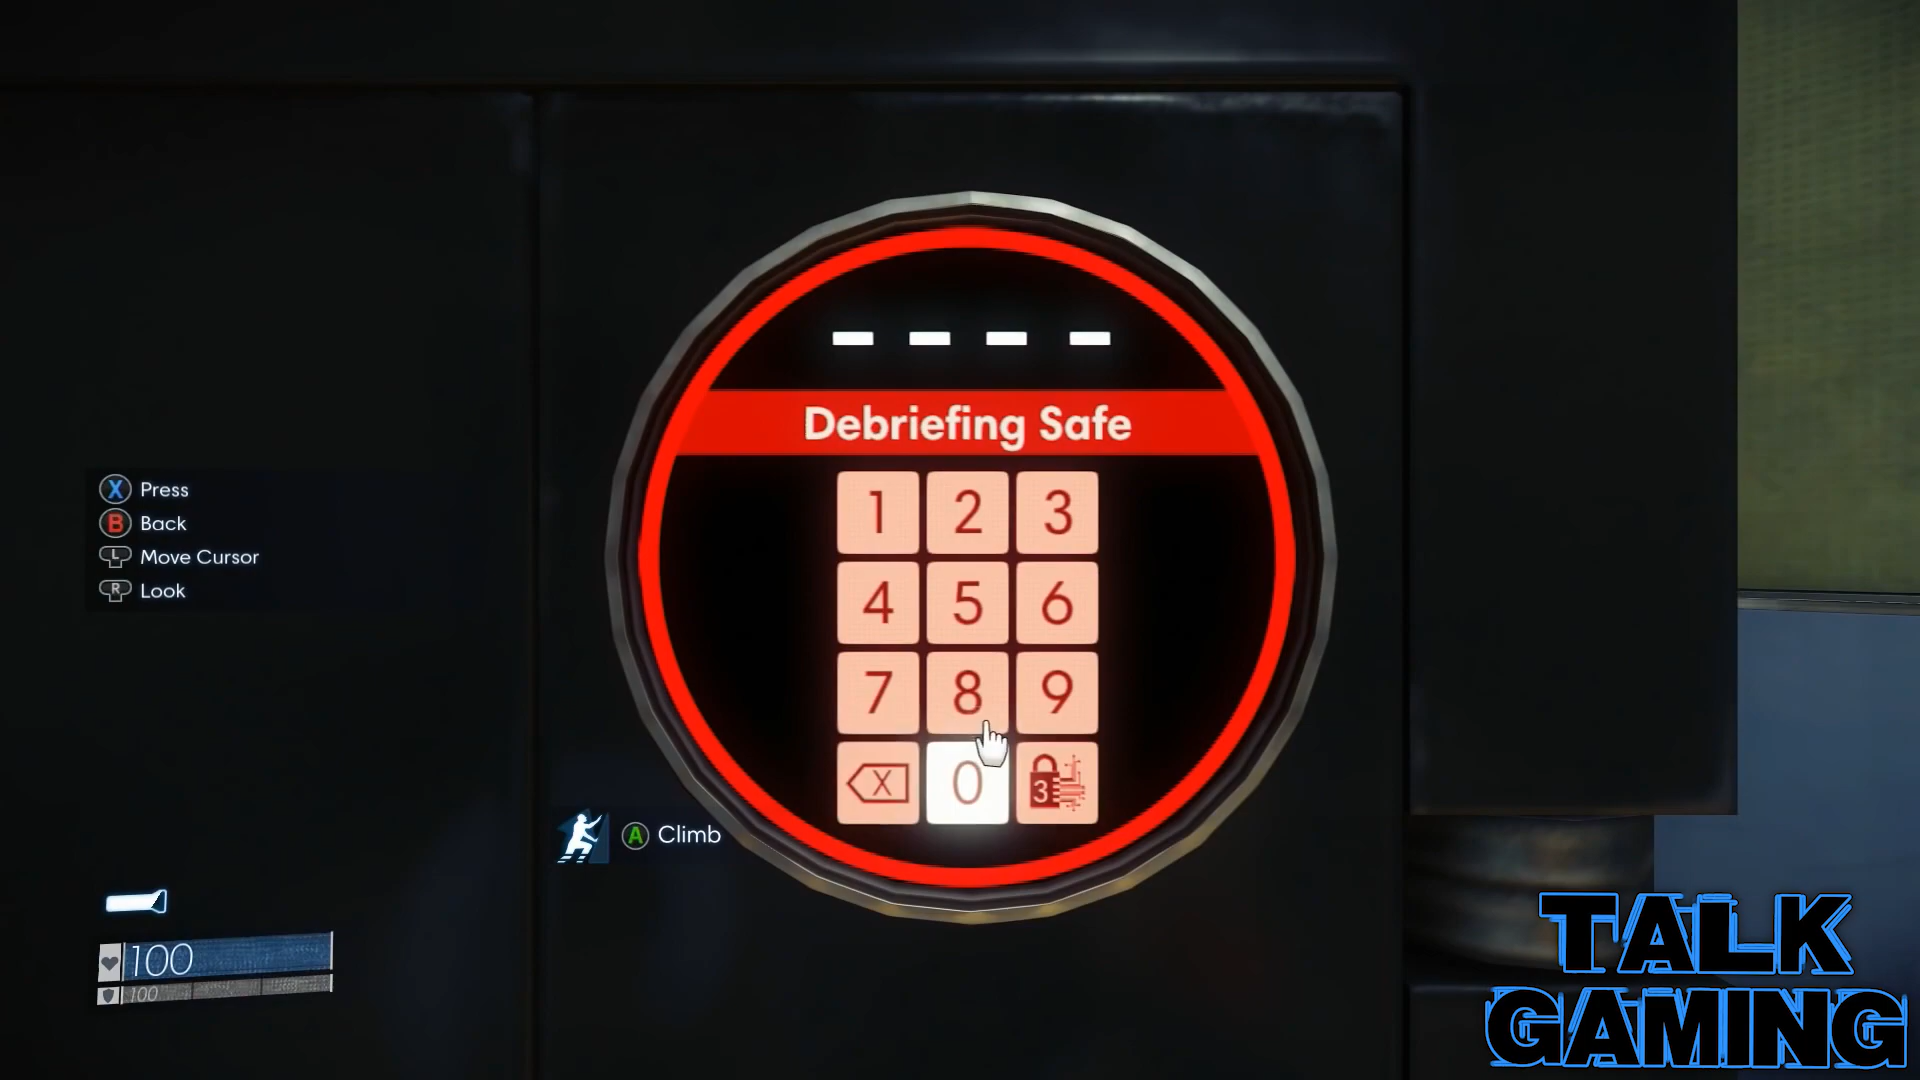 Debriefing Safe
1 2 3
4 5 6
7 8 9
X 0 3
X Press
B Back
L Move Cursor
R Look
A Climb
100
100
TALK
GAMING